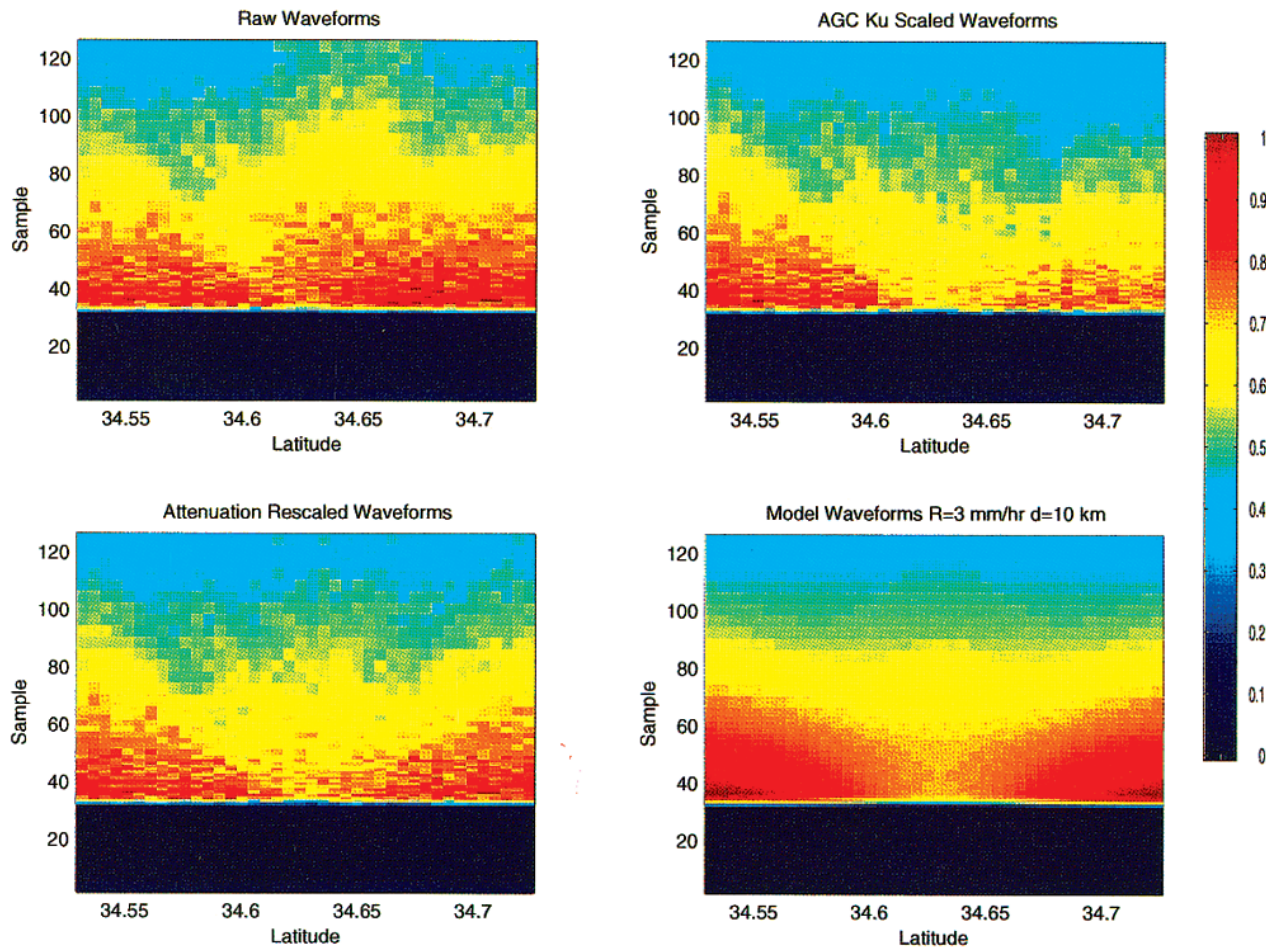 Raw Waveforms
120
100
80
60
40
20
Sample
34.55 34.6 34.65 34.7
Latitude
AGC Ku Scaled Waveforms
120
100
80
60
40
20
Sample
34.55 34.6 34.65 34.7
Latitude
Attenuation Rescaled Waveforms
120
100
80
60
40
20
Sample
34.55 34.6 34.65 34.7
Latitude
Model Waveforms R=3 mm/hr d=10 km
120
100
80
60
40
20
Sample
34.55 34.6 34.65 34.7
Latitude
1
0.9
0.8
0.7
0.6
0.5
0.4
0.3
0.2
0.1
0